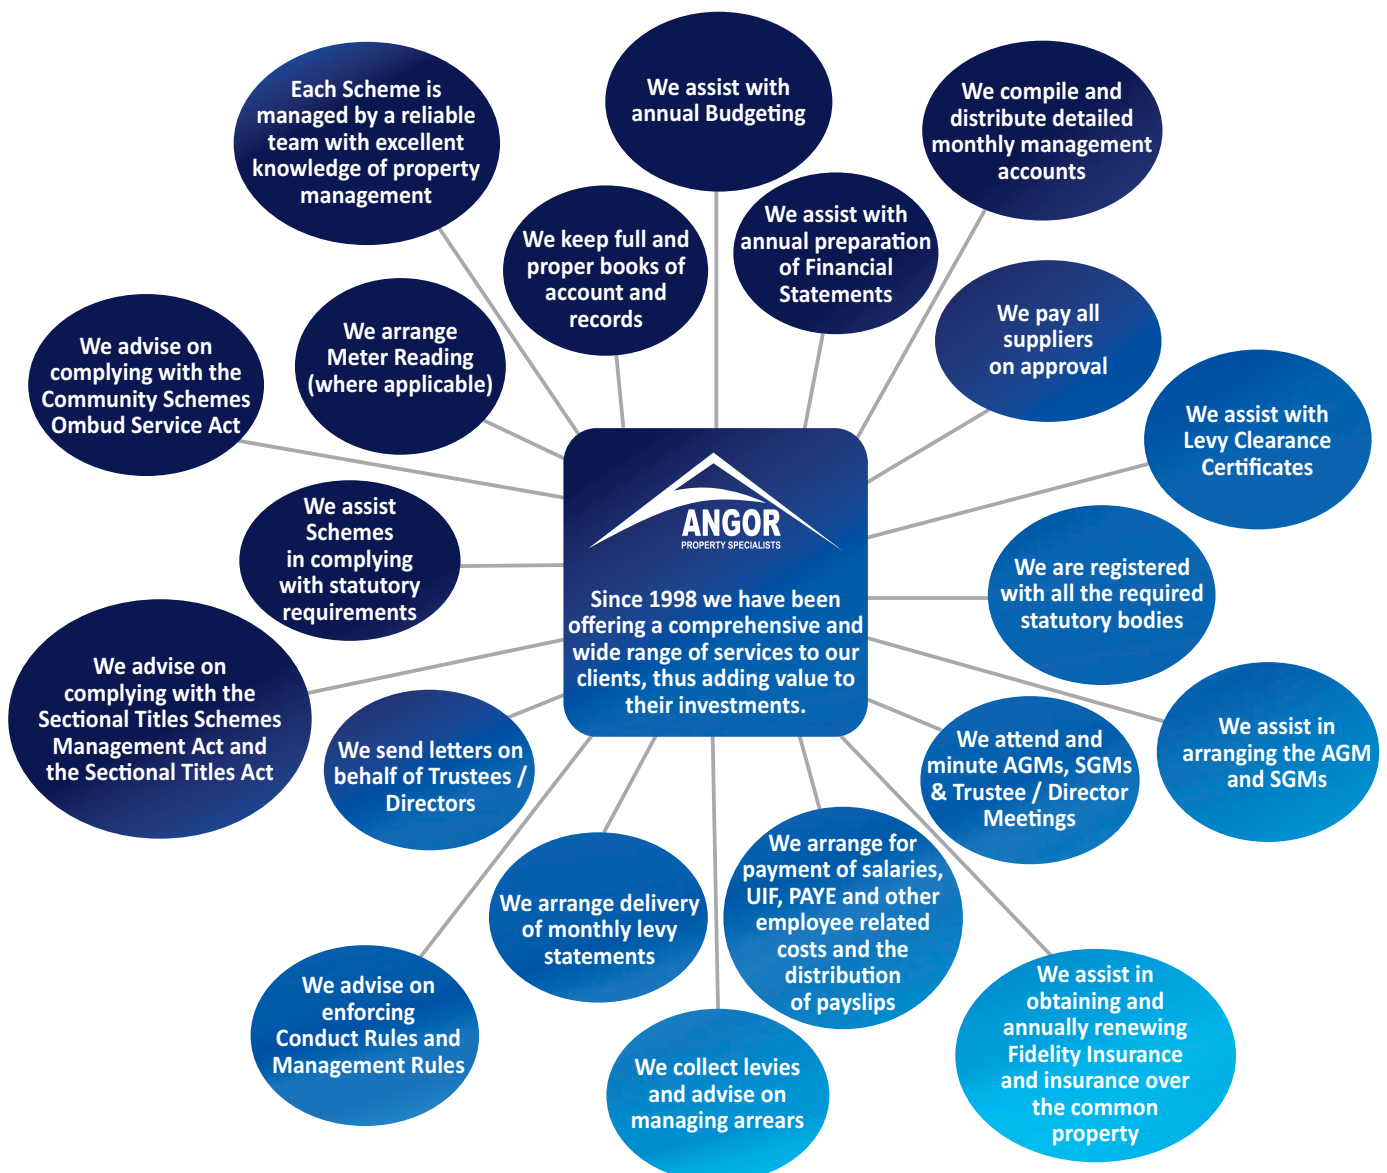 Each Scheme is
managed by a reliable
team with excellent
knowledge of property
management
We assist with
annual Budgeting
We compile and
distribute detailed
monthly management
accounts
We keep full and
proper books of
account and
records
We assist with
annual preparation
of Financial
Statements
We pay all
suppliers
on approval
We advise on
complying with the
Community Schemes
Ombud Service Act
We arrange
Meter Reading
(where applicable)
We assist with
Levy Clearance
Certificates
We assist
Schemes
in complying
with statutory
requirements
ANGOR
PROPERTY SPECIALISTS
Since 1998 we have been
offering a comprehensive and
wide range of services to our
clients, thus adding value to
their investments.
We are registered
with all the required
statutory bodies
We advise on
complying with the
Sectional Titles Schemes
Management Act and
the Sectional Titles Act
We send letters on
behalf of Trustees /
Directors
We attend and
minute AGMs, SGMs
& Trustee / Director
Meetings
We assist in
arranging the AGM
and SGMs
We arrange delivery
of monthly levy
statements
We arrange for
payment of salaries,
UIF, PAYE and other
employee related
costs and the
distribution
of payslips
We advise on
enforcing
Conduct Rules and
Management Rules
We collect levies
and advise on
managing arrears
We assist in
obtaining and
annually renewing
Fidelity Insurance
and insurance over
the common
property